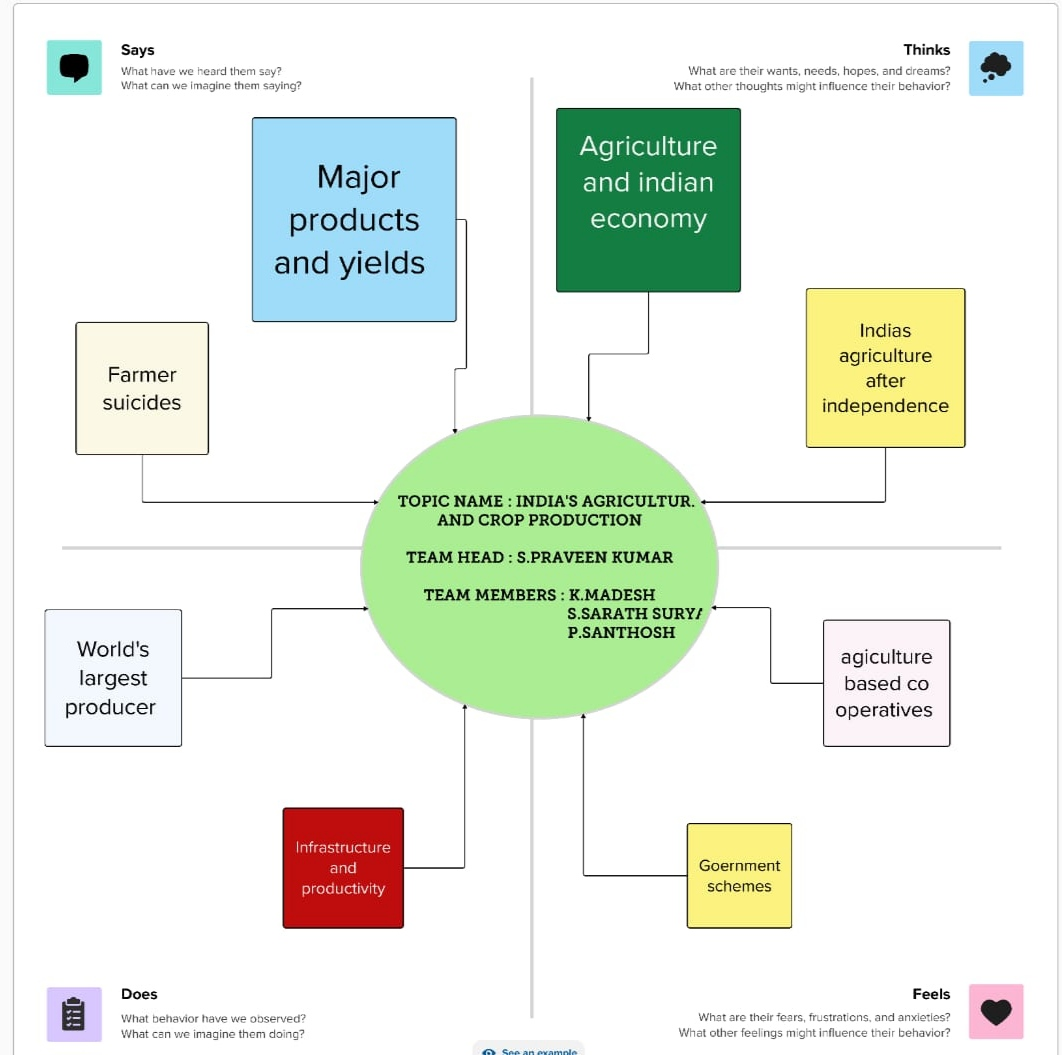 Says
What have we heard them say?
What can we imagine them saying?
Thinks
What are their wants, needs, hopes, and dreams?
What other thoughts might influence their behavior?
Major
products
and yields
Agriculture
and indian
economy
Farmer
suicides
Indias
agriculture
after
independence
TOPIC NAME : INDIA'S AGRICULTUR.
AND CROP PRODUCTION
TEAM HEAD : S.PRAVEEN KUMAR
TEAM MEMBERS : K.MADESH
S.SARATH SURYA
P.SANTHOSH
World's
largest
producer
agiculture
based co
operatives
Infrastructure
and
productivity
Goernment
schemes
Does
What behavior have we observed?
What can we imagine them doing?
Feels
What are their fears, frustrations, and anxieties?
What other feelings might influence their behavior?
See an example